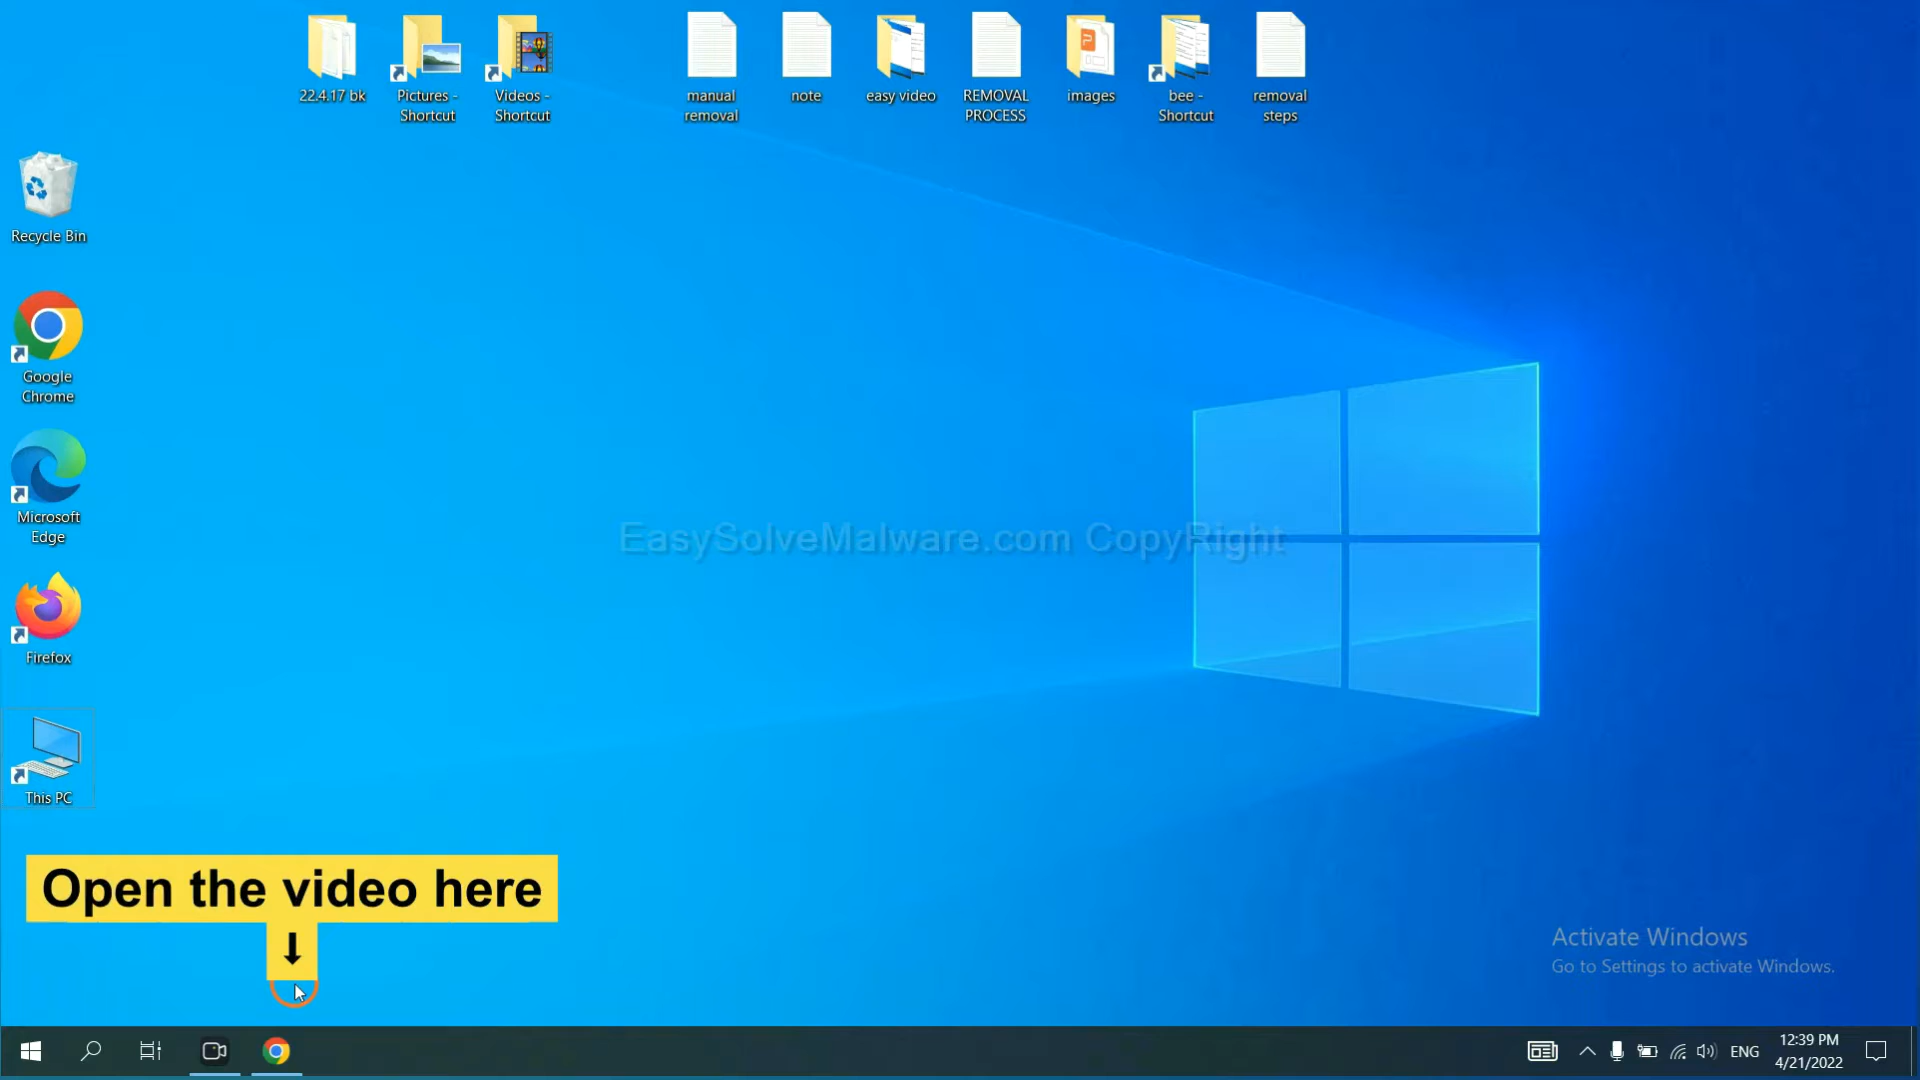 22.4.17 bk
Pictures -
Shortcut
Videos -
Shortcut
manual
removal
note
easy video
REMOVAL
PROCESS
images
bee -
Shortcut
removal
steps
Recycle Bin
Google
Chrome
Microsoft
Edge
Firefox
This PC
EasySolveMalware.com CopyRight
Open the video here
Activate Windows
Go to Settings to activate Windows.
ENG
12:39 PM
4/21/2022